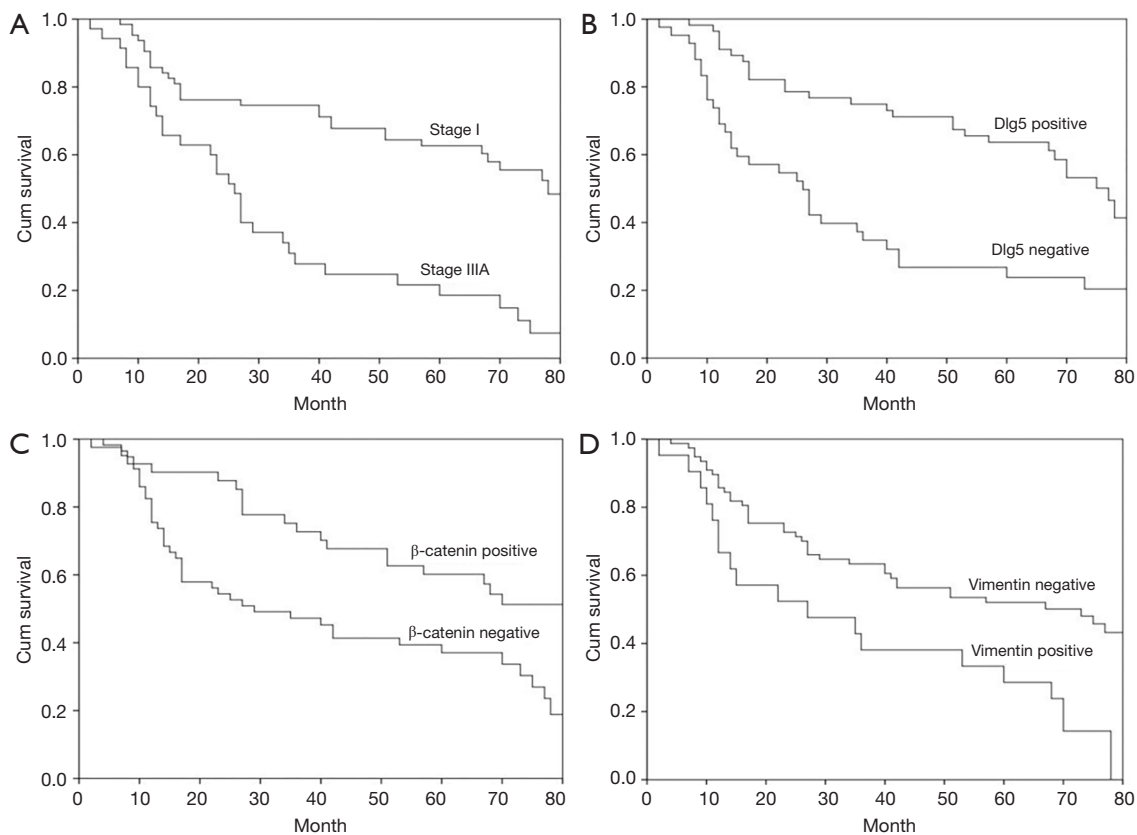 A
Cum survival
1.0
0.8
0.6
0.4
0.2
0.0
Stage I
Stage IIIA
0 10 20 30 40 50 60 70 80
Month
B
Cum survival
1.0
0.8
0.6
0.4
0.2
0.0
Dlg5 positive
Dlg5 negative
0 10 20 30 40 50 60 70 80
Month
C
Cum survival
1.0
0.8
0.6
0.4
0.2
0.0
β-catenin positive
β-catenin negative
0 10 20 30 40 50 60 70 80
Month
D
Cum survival
1.0
0.8
0.6
0.4
0.2
0.0
Vimentin negative
Vimentin positive
0 10 20 30 40 50 60 70 80
Month